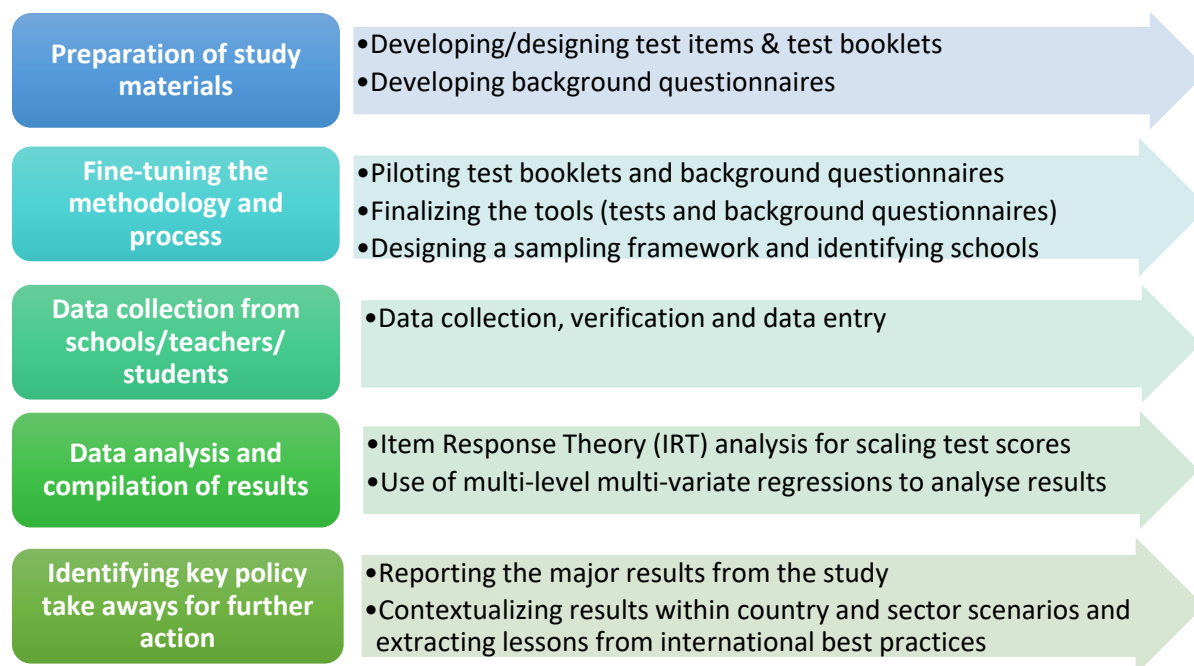 Preparation of study
materials
•Developing/designing test items & test booklets
•Developing background questionnaires
Fine-tuning the
methodology and
process
•Piloting test booklets and background questionnaires
•Finalizing the tools (tests and background questionnaires)
•Designing a sampling framework and identifying schools
Data collection from
schools/teachers/
students
•Data collection, verification and data entry
Data analysis and
compilation of results
•Item Response Theory (IRT) analysis for scaling test scores
•Use of multi-level multi-variate regressions to analyse results
Identifying key policy
take aways for further
action
•Reporting the major results from the study
•Contextualizing results within country and sector scenarios and
extracting lessons from international best practices